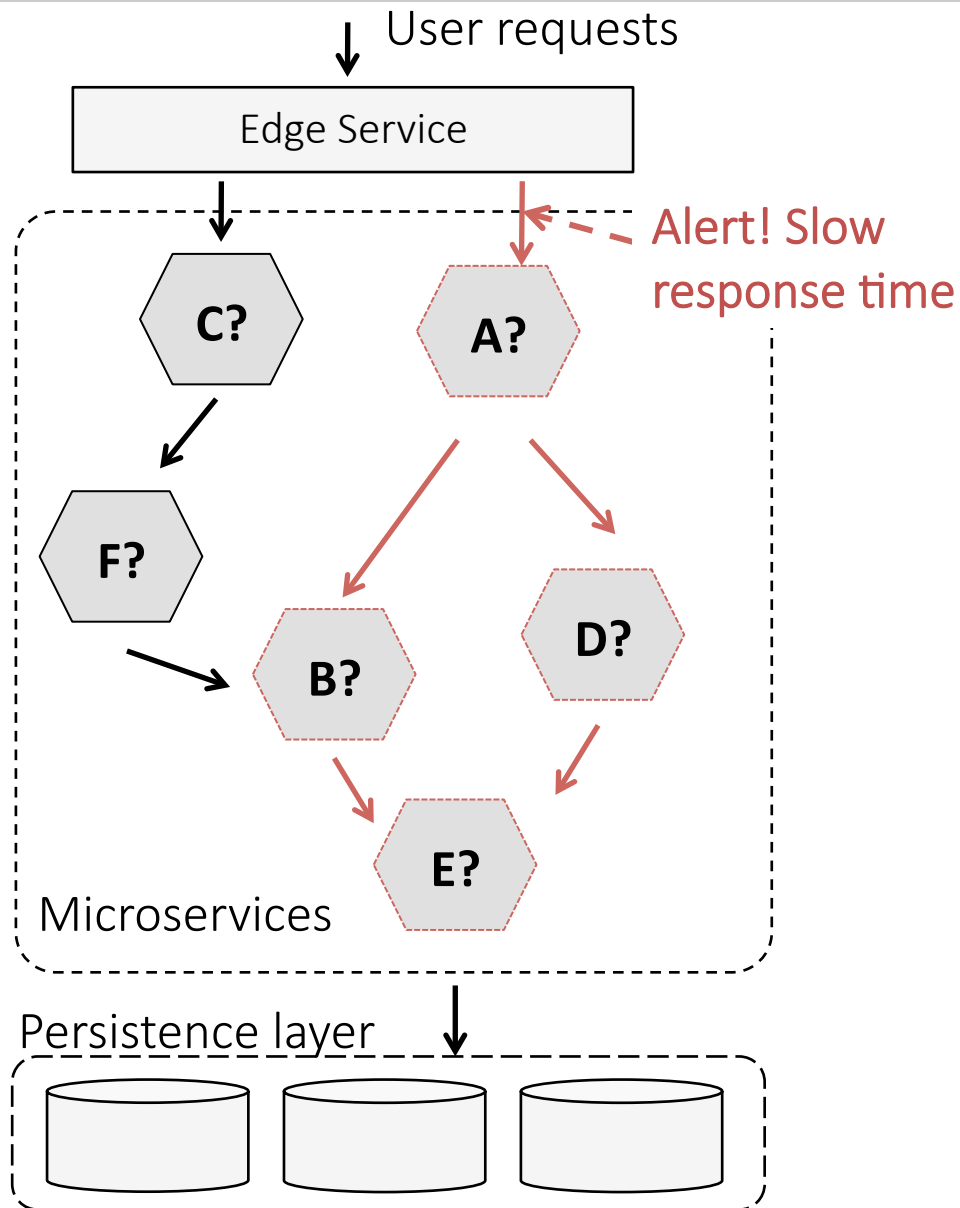 User requests
Edge Service
Alert! Slow
response time
C?
A?
F?
D?
B?
E?
Microservices
Persistence layer